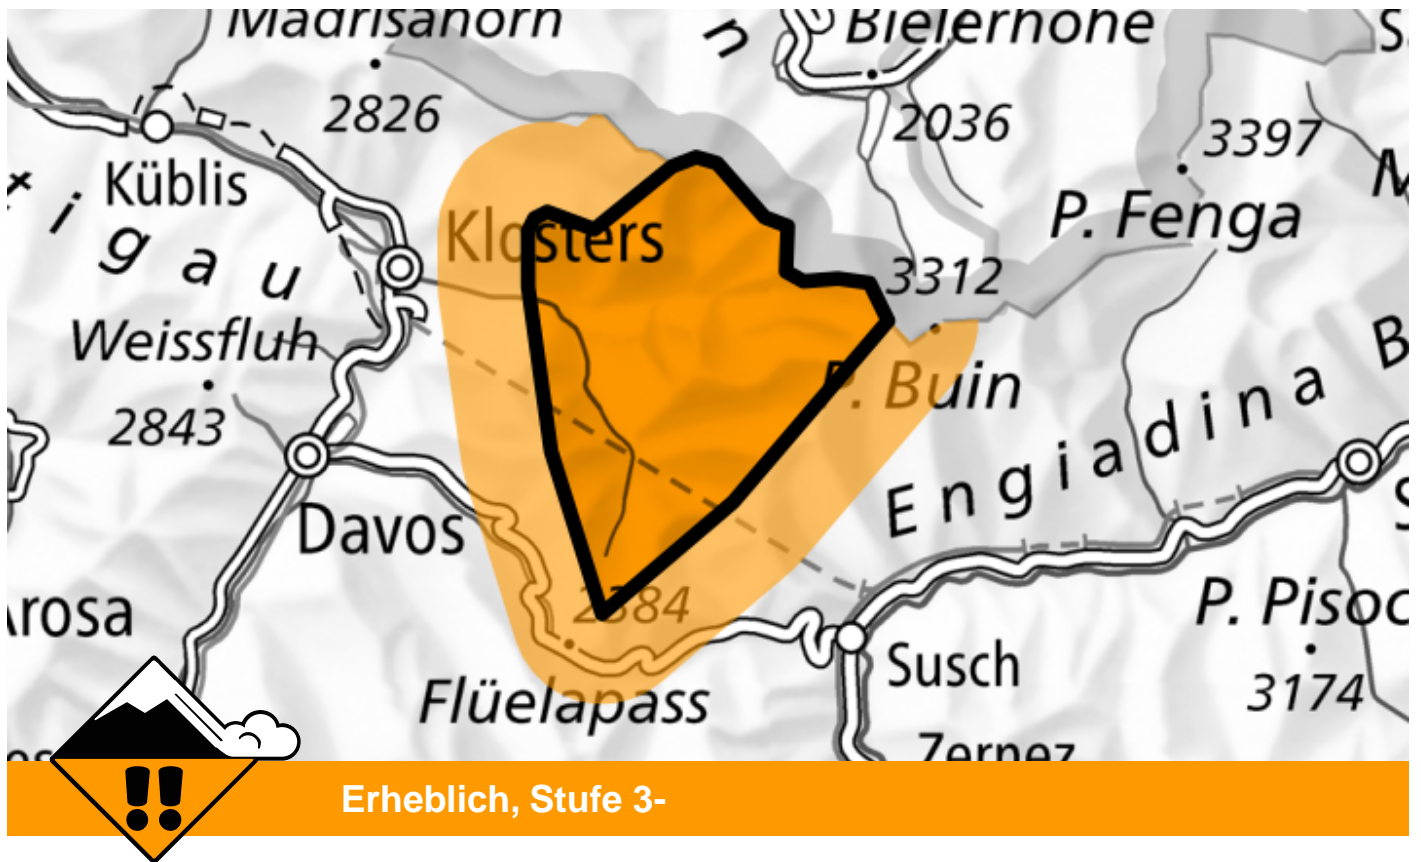 Madrisahorn
2826
n
Bielerhöhe
2036
3397
P. Fenga
Küblis
Klosters
i g a u
3312
Weissfluh
2843
P. Buin
Engiadina B
Davos
2384
Arosa
Flüelapass
Susch
P. Pisoc
3174
Zernez
Erheblich, Stufe 3-